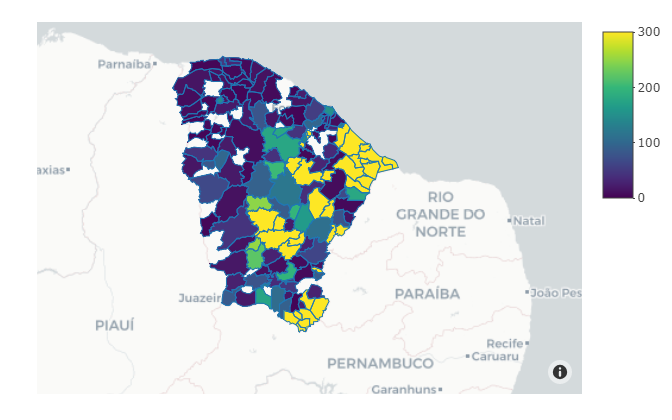 Parnaíba
300
200
100
0
axias
RIO
GRANDE DO
NORTE
Natal
Juazeir
PARAÍBA
João Pes
PIAUÍ
Recife
Caruaru
PERNAMBUCO
Garanhuns